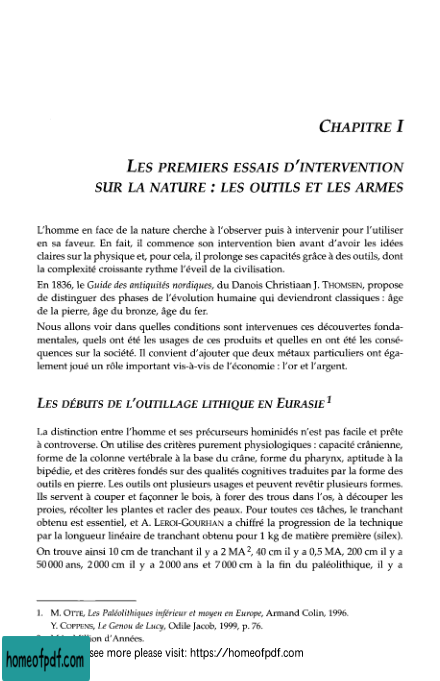 CHAPITRE I
LES PREMIERS ESSAIS D'INTERVENTION
SUR LA NATURE : LES OUTILS ET LES ARMES
L'homme en face de la nature cherche à l'observer puis à intervenir pour l'utiliser
en sa faveur. En fait, il commence son intervention bien avant d'avoir les idées
claires sur la physique et, pour cela, il prolonge ses capacités grâce à des outils, dont
la complexité croissante rythme l'éveil de la civilisation.
En 1836, le Guide des antiquités nordiques, du Danois Christiaan J. THOMSEN, propose
de distinguer des phases de l'évolution humaine qui deviendront classiques : âge
de la pierre, âge du bronze, âge du fer.
Nous allons voir dans quelles conditions sont intervenues ces découvertes fonda-
mentales, quels ont été les usages de ces produits et quelles en ont été les consé-
quences sur la société. Il convient d'ajouter que deux métaux particuliers ont éga-
lement joué un rôle important vis-à-vis de l'économie : l'or et l'argent.
LES DÉBUTS DE L'OUTILLAGE LITHIQUE EN EURASIE 1
La distinction entre l'homme et ses précurseurs hominidés n'est pas facile et prête
à controverse. On utilise des critères purement physiologiques : capacité crânienne,
forme de la colonne vertébrale à la base du crâne, forme du pharynx, aptitude à la
bipédie, et des critères fondés sur des qualités cognitives traduites par la forme des
outils en pierre. Les outils ont plusieurs usages et peuvent revêtir plusieurs formes.
Ils servent à couper et façonner le bois, à forer des trous dans l'os, à découper les
proies, récolter les plantes et racler des peaux. Pour toutes ces tâches, le tranchant
obtenu est essentiel, et A. LEROI-GOURHAN a chiffré la progression de la technique
par la longueur linéaire de tranchant obtenu pour 1 kg de matière première (silex).
On trouve ainsi 10 cm de tranchant il y a 2 MA 2, 40 cm il y a 0,5 MA, 200 cm il y a
50 000 ans, 2 000 cm il y a 2 000 ans et 7 000 cm à la fin du paléolithique, il y a
1. M. OTTE, Les Paléolithiques inférieur et moyen en Europe, Armand Colin, 1996.
Y. COPPENS, Le Genou de Lucy, Odile Jacob, 1999, p. 76.
d'Années.
homeofpdf.com
see more please visit: https://homeofpdf.com